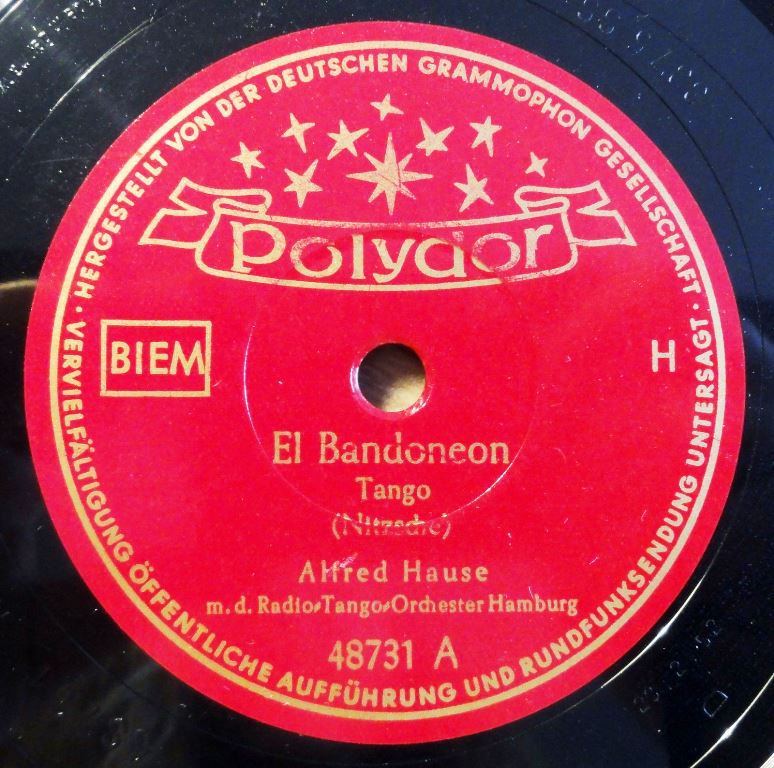 HERGESTELLT VON DER DEUTSCHEN GRAMMOPHON GESELLSCHAFT ·
VERVIELFÄLTIGUNG ÖFFENTLICHE AUFFÜHRUNG UND RUNDFUNKSENDUNG UNTERSAGT ·
Polydor
BIEM
H
El Bandoneon
Tango
(Nitzsche)
Alfred Hause
m. d. Radio-Tango-Orchester Hamburg
48731 A